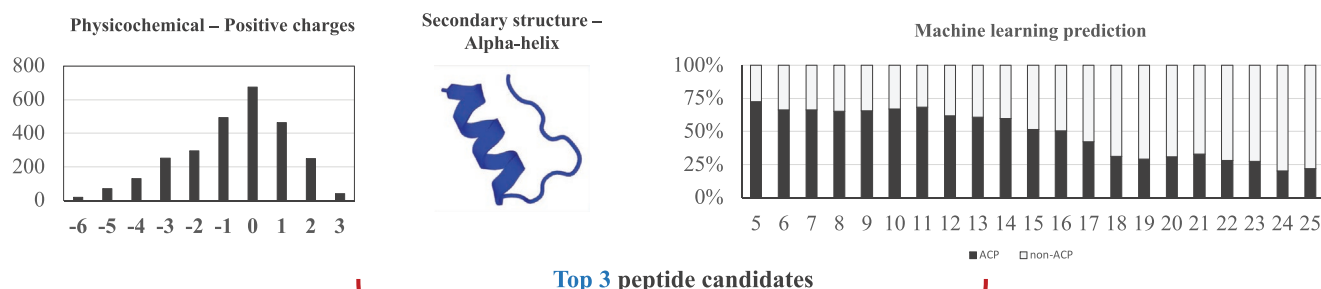 Physicochemical – Positive charges
800
600
400
200
0
-6 -5 -4 -3 -2 -1 0 1 2 3
Secondary structure –
Alpha-helix
Machine learning prediction
100%
75%
50%
25%
0%
5 6 7 8 9 10 11 12 13 14 15 16 17 18 19 20 21 22 23 24 25
ACP non-ACP
Top 3 peptide candidates